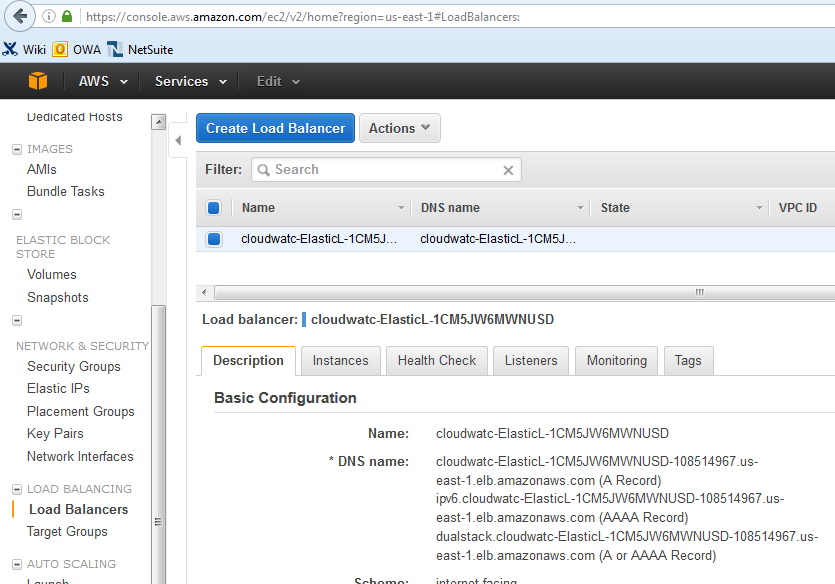 https://console.aws.amazon.com/ec2/v2/home?region=us-east-1#LoadBalancers:
Wiki OWA NetSuite
AWS Services Edit
Dedicated Hosts
IMAGES
AMIs
Bundle Tasks
ELASTIC BLOCK
STORE
Volumes
Snapshots
NETWORK & SECURITY
Security Groups
Elastic IPs
Placement Groups
Key Pairs
Network Interfaces
LOAD BALANCING
Load Balancers
Target Groups
AUTO SCALING
Launch
Create Load Balancer Actions
Filter: Search
Name DNS name State VPC ID
cloudwatc-ElasticL-1CM5J... cloudwatc-ElasticL-1CM5J...
Load balancer: cloudwatc-ElasticL-1CM5JW6MWNUSD
Description Instances Health Check Listeners Monitoring Tags
Basic Configuration
Name: cloudwatc-ElasticL-1CM5JW6MWNUSD
* DNS name: cloudwatc-ElasticL-1CM5JW6MWNUSD-108514967.us-
east-1.elb.amazonaws.com (A Record)
ipv6.cloudwatc-ElasticL-1CM5JW6MWNUSD-108514967.us-
east-1.elb.amazonaws.com (AAAA Record)
dualstack.cloudwatc-ElasticL-1CM5JW6MWNUSD-108514967.us-
east-1.elb.amazonaws.com (A or AAAA Record)
Scheme: internet-facing